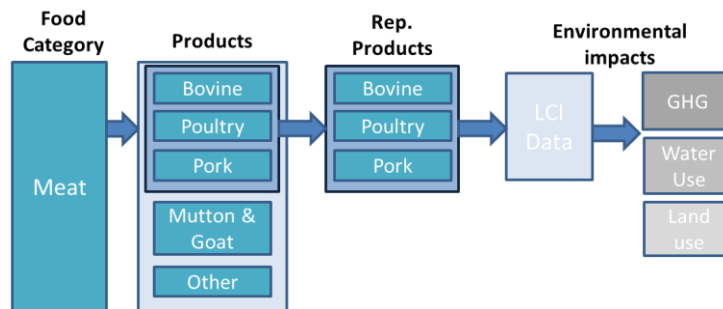 Food
Category
Products
Rep.
Products
Environmental
impacts
Meat
Bovine
Poultry
Pork
Mutton &
Goat
Other
Bovine
Poultry
Pork
LCI
Data
GHG
Water
Use
Land
use